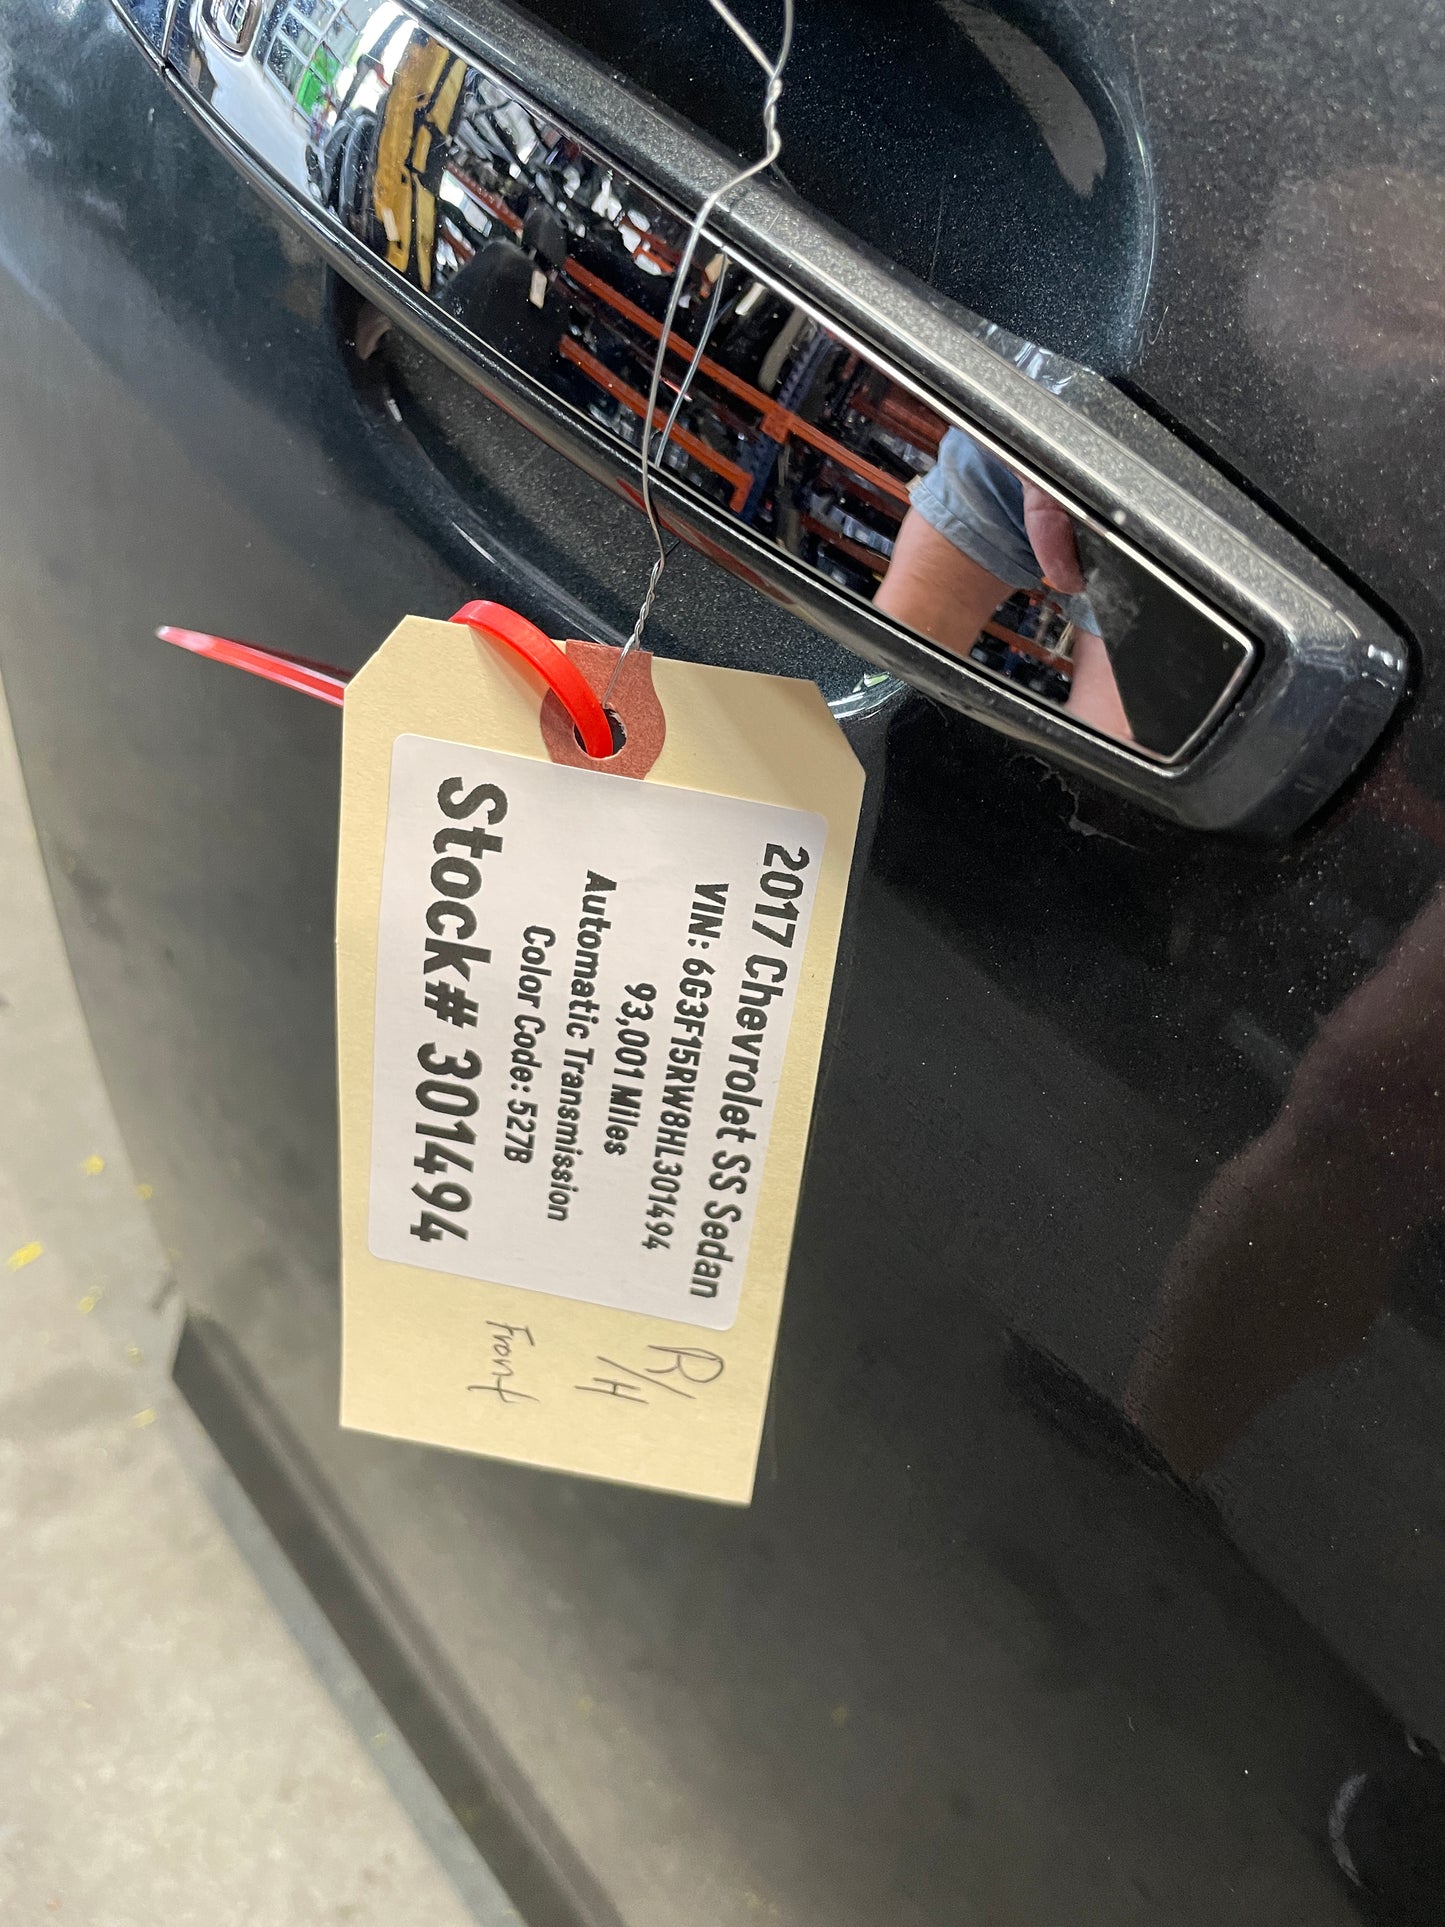 2017 Chevrolet SS Sedan
VIN: 6G3F15RW8HL301494
93,001 Miles
Automatic Transmission
Color Code: 527B
Stock# 301494
R/H
Front